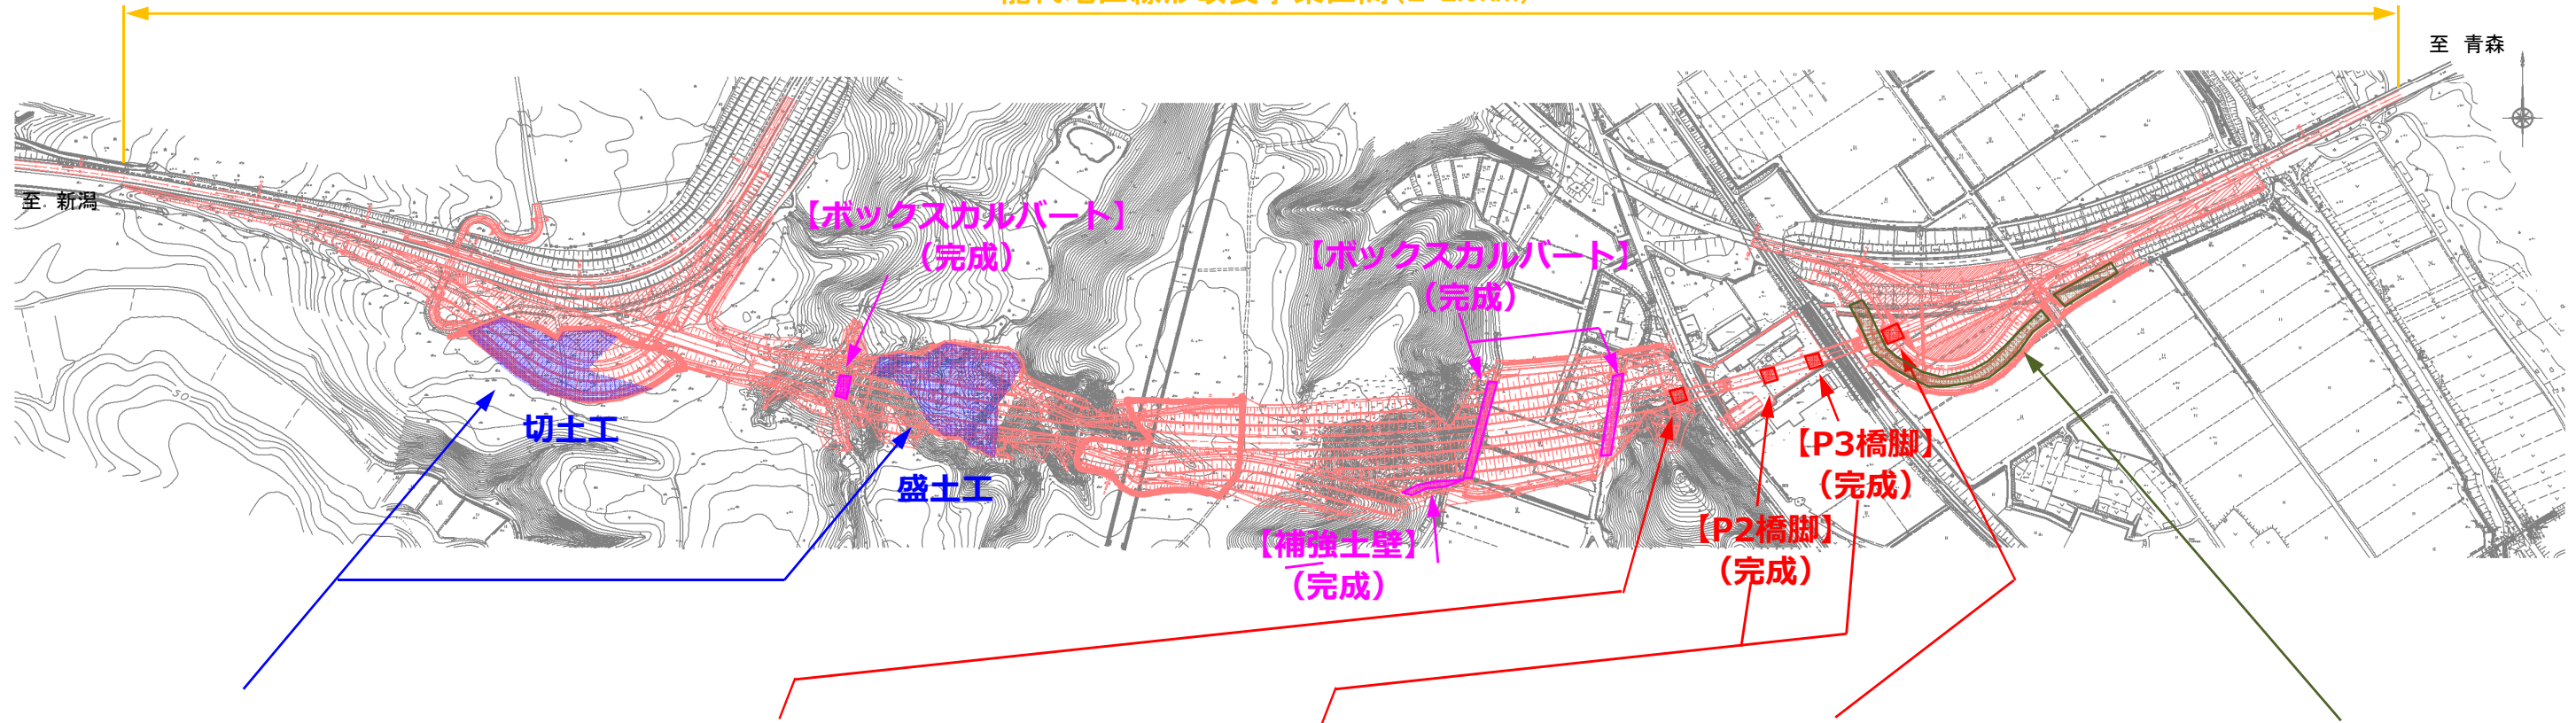 至 青森
至 新潟
【ボックスカルバート】
（完成）
【ボックスカルバート】
（完成）
切土工
盛土工
【P3橋脚】
（完成）
【P2橋脚】
（完成）
【補強土壁】
（完成）
50